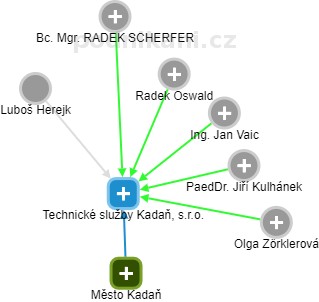 Bc. Mgr. RADEK SCHERFER
podnikani.cz
Radek Oswald
Luboš Herejk
Ing. Jan Vaic
PaedDr. Jiří Kulhánek
Technické služby Kadaň, s.r.o.
Olga Zörklerová
Město Kadaň